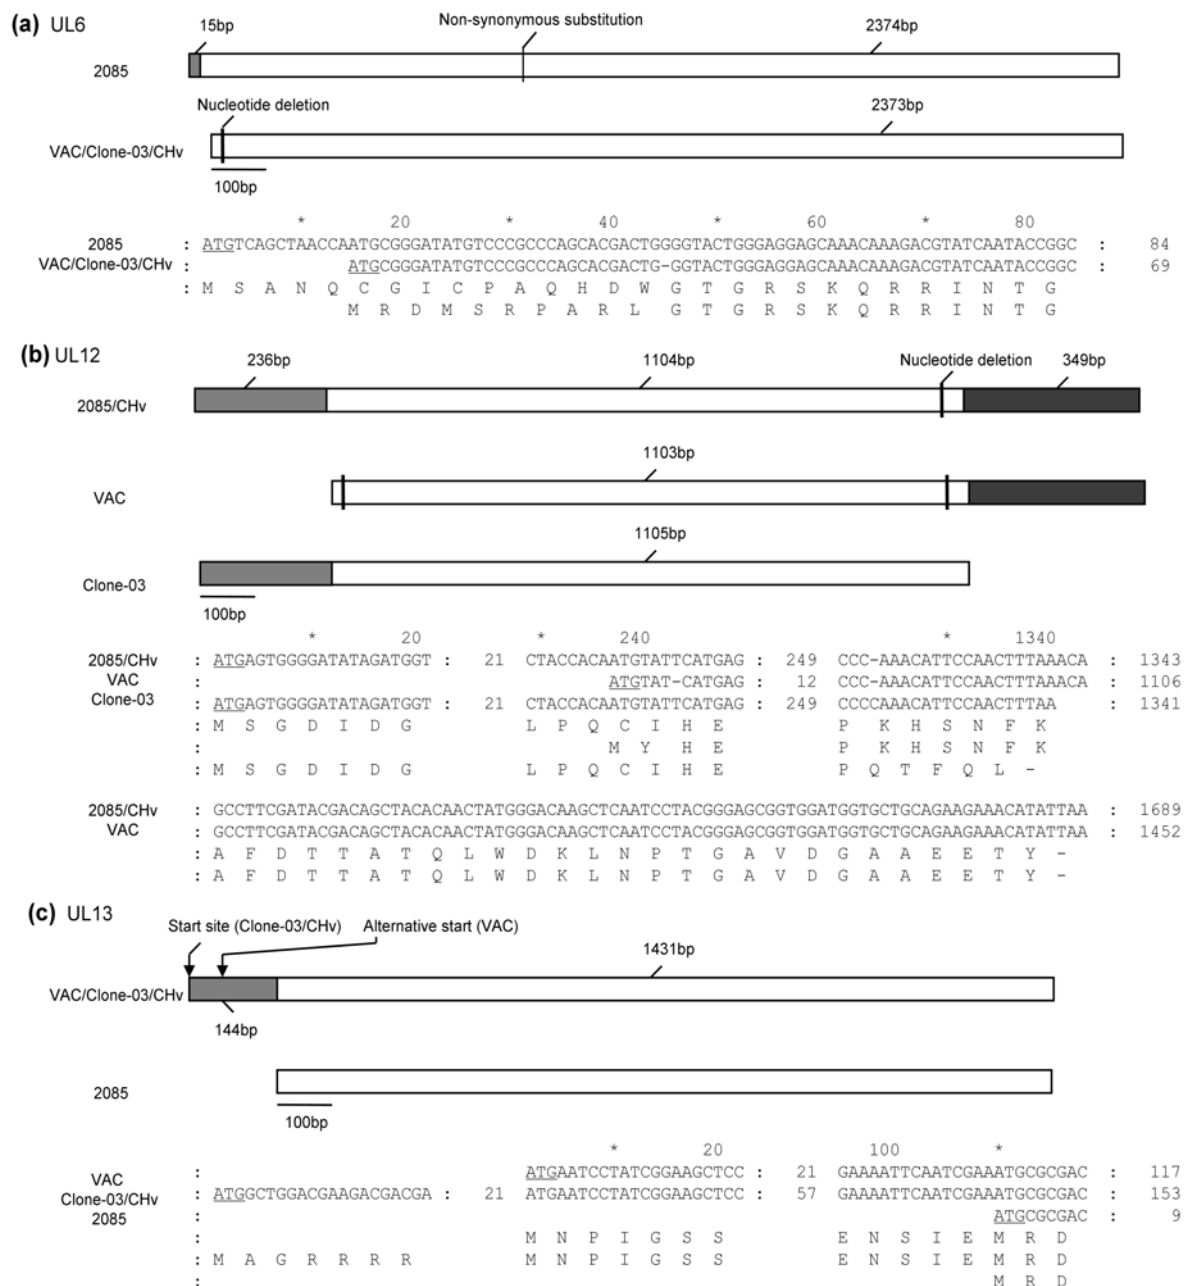 (a) UL6
15bp
Non-synonymous substitution
2374bp
2085
Nucleotide deletion
2373bp
VAC/Clone-03/CHv
100bp
* 20 * 40 * 60 * 80
2085 : ATGTCAGCTAACCAATGCGGGATATGTCCCGCCCAGCACGACTGGGGTACTGGGAGGAGCAAACAAAGACGTATCAATACCGGC : 84
VAC/Clone-03/CHv : ATGCGGGATATGTCCCGCCCAGCACGACTG-GGTACTGGGAGGAGCAAACAAAGACGTATCAATACCGGC : 69
: M S A N Q C G I C P A Q H D W G T G R S K Q R R I N T G
M R D M S R P A R L G T G R S K Q R R I N T G
(b) UL12
236bp
1104bp
Nucleotide deletion
349bp
2085/CHv
1103bp
VAC
1105bp
Clone-03
100bp
* 20 * 240 * 1340
2085/CHv : ATGAGTGGGGATATAGATGGT : 21 CTACCACAATGTATTCATGAG : 249 CCC-AAACATTCCAACTTTAAACA : 1343
VAC : ATGTAT-CATGAG : 12 CCC-AAACATTCCAACTTTAAACA : 1106
Clone-03 : ATGAGTGGGGATATAGATGGT : 21 CTACCACAATGTATTCATGAG : 249 CCCCAAACATTCCAACTTTAA : 1341
: M S G D I D G L P Q C I H E P K H S N F K
: M Y H E P K H S N F K
: M S G D I D G L P Q C I H E P Q T F Q L -
2085/CHv : GCCTTCGATACGACAGCTACACAACTATGGGACAAGCTCAATCCTACGGGAGCGGTGGATGGTGCTGCAGAAGAAACATATTAA : 1689
VAC : GCCTTCGATACGACAGCTACACAACTATGGGACAAGCTCAATCCTACGGGAGCGGTGGATGGTGCTGCAGAAGAAACATATTAA : 1452
: A F D T T A T Q L W D K L N P T G A V D G A A E E T Y -
: A F D T T A T Q L W D K L N P T G A V D G A A E E T Y -
(c) UL13
Start site (Clone-03/CHv) Alternative start (VAC)
1431bp
VAC/Clone-03/CHv
144bp
2085
100bp
* 20 100 *
VAC : ATGAATCCTATCGGAAGCTCC : 21 GAAAATTCAATCGAAATGCGCGAC : 117
Clone-03/CHv : ATGGCTGGACGAAGACGACGA : 21 ATGAATCCTATCGGAAGCTCC : 57 GAAAATTCAATCGAAATGCGCGAC : 153
2085 : ATGCGCGAC : 9
: M N P I G S S E N S I E M R D
: M A G R R R R M N P I G S S E N S I E M R D
: M R D